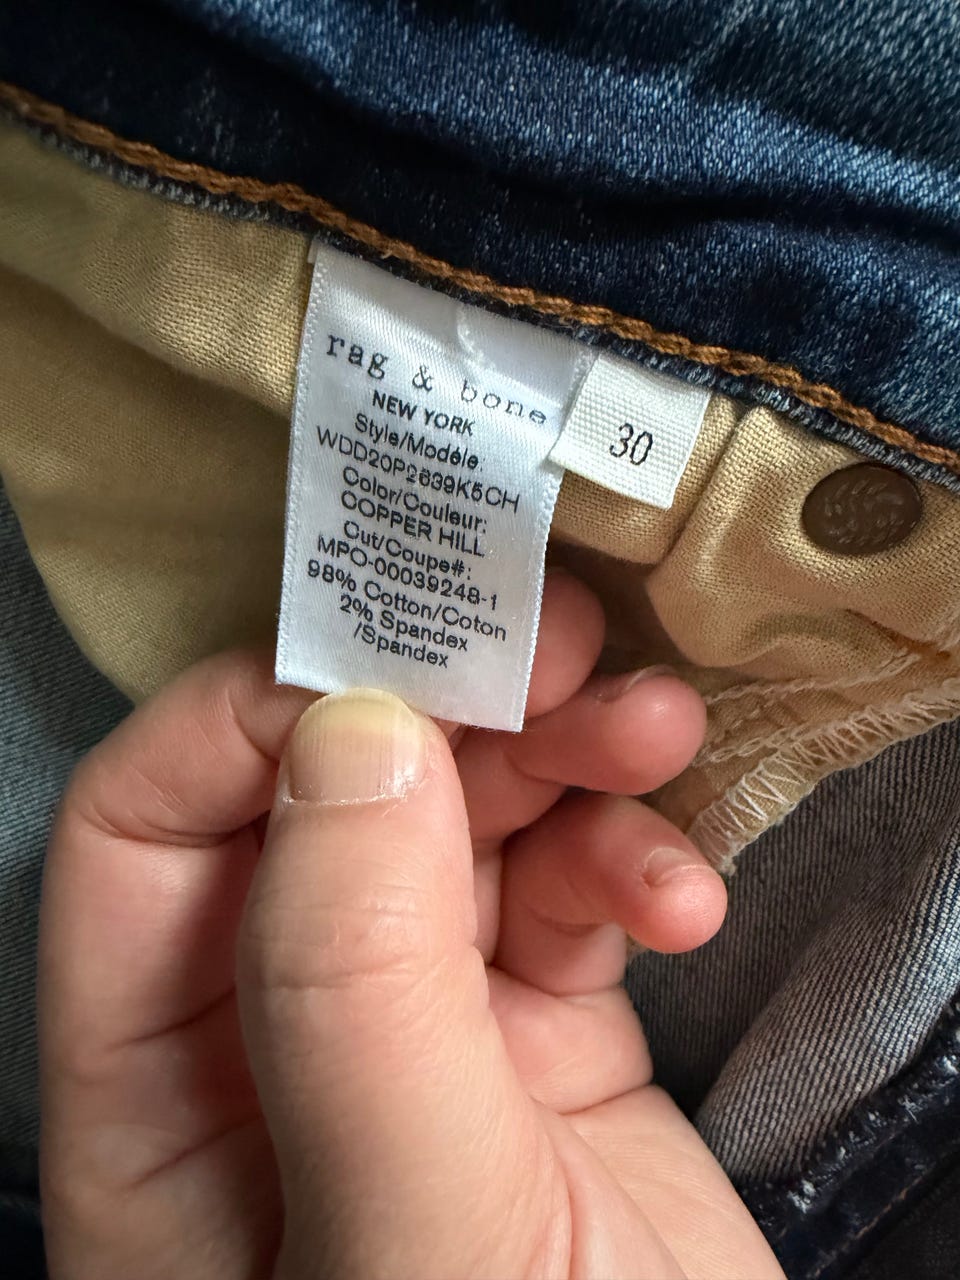 rag & bone
NEW YORK
Style/Modéle:
WDD20P2639K5CH
Color/Couleur:
COPPER HILL
Cut/Coupe#:
MPO-00039248-1
98% Cotton/Coton
2% Spandex
/Spandex
30